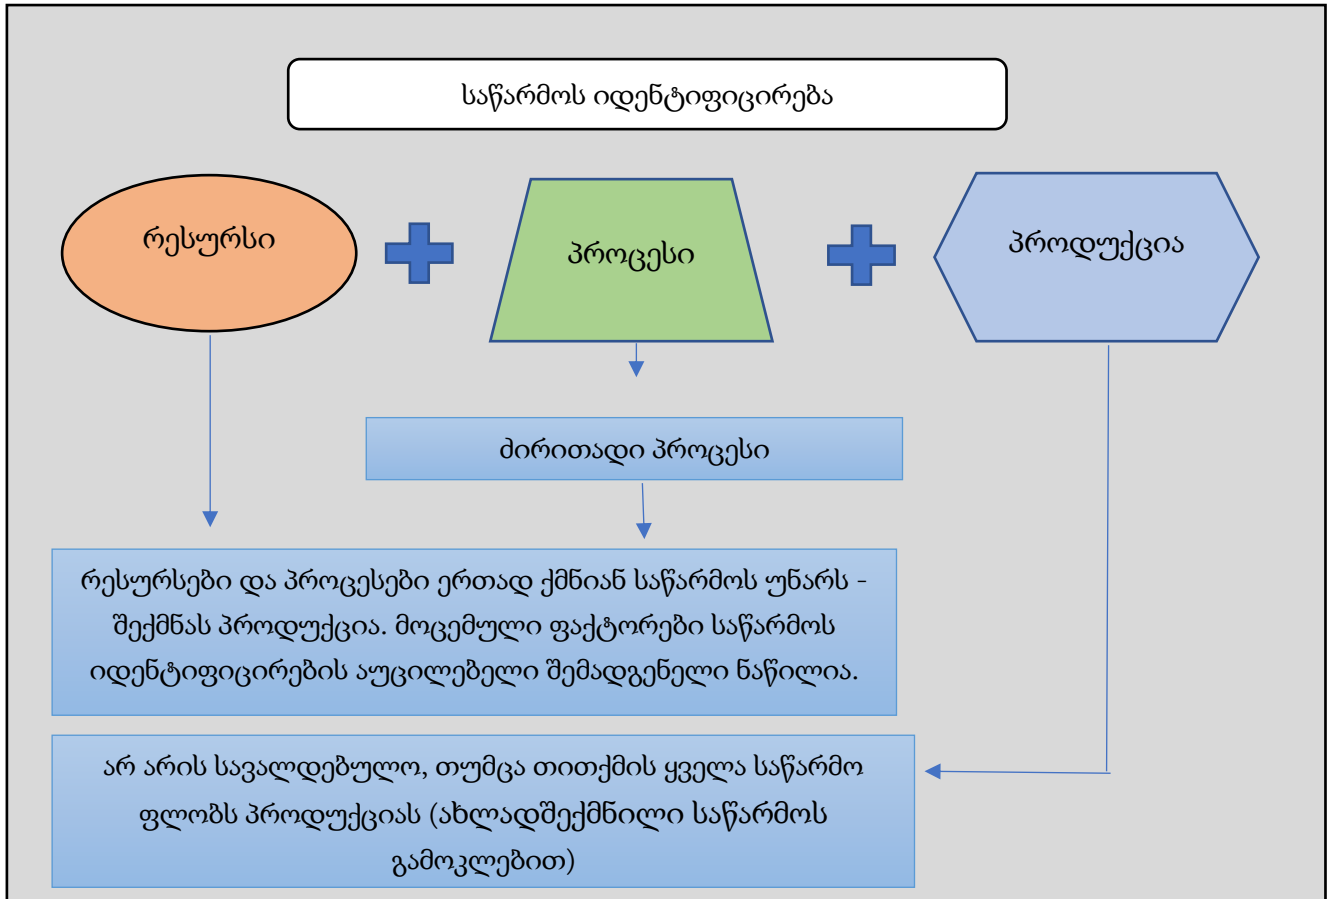 საწარმოს იდენტიფიცირება
რესურსი
პროცესი
პროდუქცია
ძირითადი პროცესი
რესურსები და პროცესები ერთად ქმნიან საწარმოს უნარს -
შექმნას პროდუქცია. მოცემული ფაქტორები საწარმოს
იდენტიფიცირების აუცილებელი შემადგენელი ნაწილია.
არ არის სავალდებულო, თუმცა თითქმის ყველა საწარმო
ფლობს პროდუქციას (ახლადშექმნილი საწარმოს
გამოკლებით)